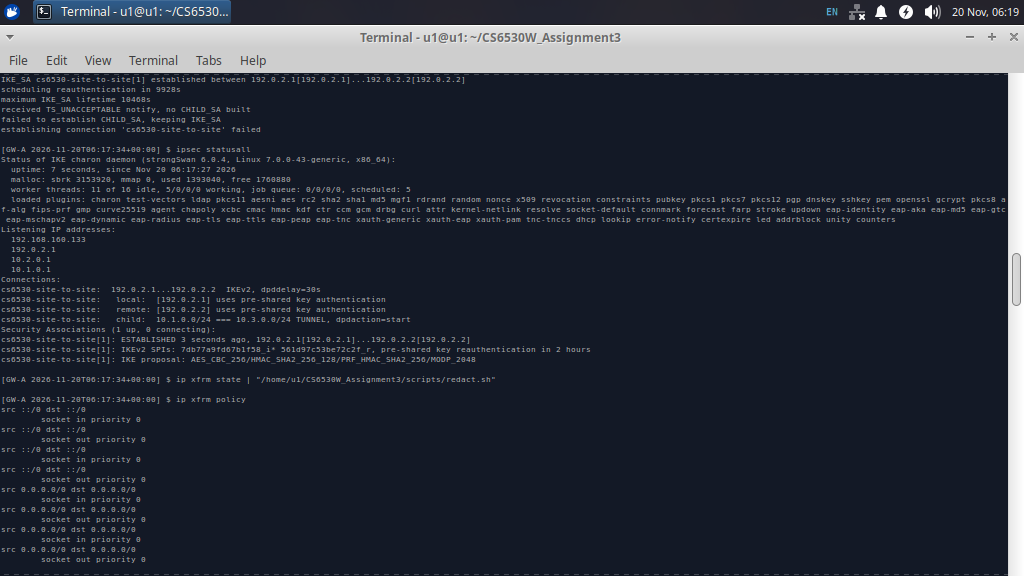 Terminal - u1@u1: ~/CS6530...
EN
20 Nov, 06:19
Terminal - u1@u1: ~/CS6530W_Assignment3
File Edit View Terminal Tabs Help
IKE_SA cs6530-site-to-site[1] established between 192.0.2.1[192.0.2.1]...192.0.2.2[192.0.2.2]
scheduling reauthentication in 9928s
maximum IKE_SA lifetime 10468s
received TS_UNACCEPTABLE notify, no CHILD_SA built
failed to establish CHILD_SA, keeping IKE_SA
establishing connection 'cs6530-site-to-site' failed
[GW-A 2026-11-20T06:17:34+00:00] $ ipsec statusall
Status of IKE charon daemon (strongSwan 6.0.4, Linux 7.0.0-43-generic, x86_64):
uptime: 7 seconds, since Nov 20 06:17:27 2026
malloc: sbrk 3153920, mmap 0, used 1393040, free 1760880
worker threads: 11 of 16 idle, 5/0/0/0 working, job queue: 0/0/0/0, scheduled: 5
loaded plugins: charon test-vectors ldap pkcs11 aesni aes rc2 sha2 sha1 md5 mgf1 rdrand random nonce x509 revocation constraints pubkey pkcs1 pkcs7 pkcs12 pgp dnskey sshkey pem openssl gcrypt pkcs8 a
f-alg fips-prf gmp curve25519 agent chapoly xcbc cmac hmac kdf ctr ccm gcm drbg curl attr kernel-netlink resolve socket-default connmark forecast farp stroke updown eap-identity eap-aka eap-md5 eap-gtc
eap-mschapv2 eap-dynamic eap-radius eap-tls eap-ttls eap-peap eap-tnc xauth-generic xauth-eap xauth-pam tnc-tnccs dhcp lookip error-notify certexpire led addrblock unity counters
Listening IP addresses:
192.168.160.133
192.0.2.1
10.2.0.1
10.1.0.1
Connections:
cs6530-site-to-site:  192.0.2.1...192.0.2.2  IKEv2, dpddelay=30s
cs6530-site-to-site:   local:  [192.0.2.1] uses pre-shared key authentication
cs6530-site-to-site:   remote: [192.0.2.2] uses pre-shared key authentication
cs6530-site-to-site:   child:  10.1.0.0/24 === 10.3.0.0/24 TUNNEL, dpdaction=start
Security Associations (1 up, 0 connecting):
cs6530-site-to-site[1]: ESTABLISHED 3 seconds ago, 192.0.2.1[192.0.2.1]...192.0.2.2[192.0.2.2]
cs6530-site-to-site[1]: IKEv2 SPIs: 7db77a9fd67b1f58_i* 561d97c53be72c2f_r, pre-shared key reauthentication in 2 hours
cs6530-site-to-site[1]: IKE proposal: AES_CBC_256/HMAC_SHA2_256_128/PRF_HMAC_SHA2_256/MODP_2048
[GW-A 2026-11-20T06:17:34+00:00] $ ip xfrm state | "/home/u1/CS6530W_Assignment3/scripts/redact.sh"
[GW-A 2026-11-20T06:17:34+00:00] $ ip xfrm policy
src ::/0 dst ::/0
socket in priority 0
src ::/0 dst ::/0
socket out priority 0
src ::/0 dst ::/0
socket in priority 0
src ::/0 dst ::/0
socket out priority 0
src 0.0.0.0/0 dst 0.0.0.0/0
socket in priority 0
src 0.0.0.0/0 dst 0.0.0.0/0
socket out priority 0
src 0.0.0.0/0 dst 0.0.0.0/0
socket in priority 0
src 0.0.0.0/0 dst 0.0.0.0/0
socket out priority 0